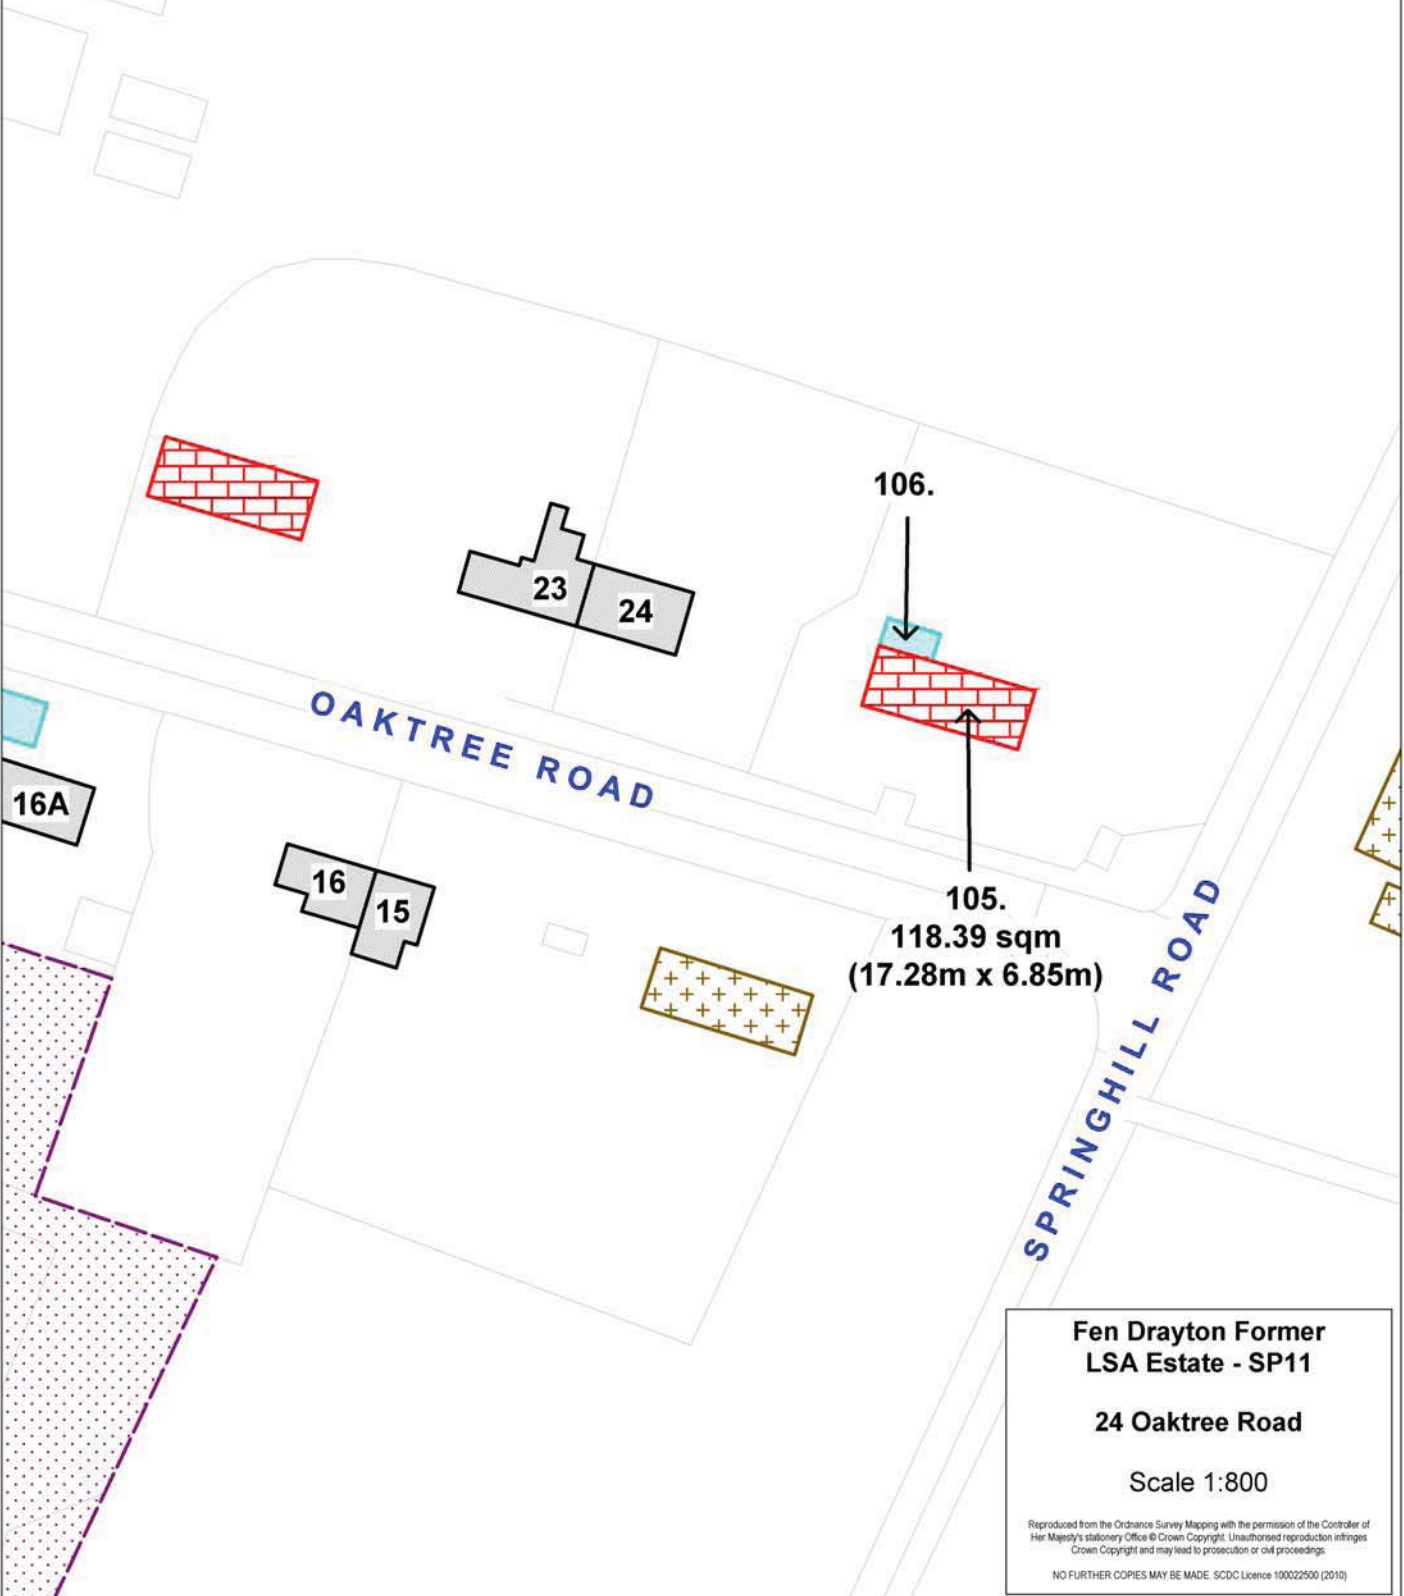 106.
23
24
OAKTREE ROAD
16A
16
15
105.
118.39 sqm
(17.28m x 6.85m)
SPRINGHILL ROAD
Fen Drayton Former
LSA Estate - SP11
24 Oaktree Road
Scale 1:800
Reproduced from the Ordnance Survey Mapping with the permission of the Controller of
Her Majesty's stationery Office © Crown Copyright. Unauthorised reproduction infringes
Crown Copyright and may lead to prosecution or civil proceedings.
NO FURTHER COPIES MAY BE MADE. SCDC Licence 100022500 (2010)